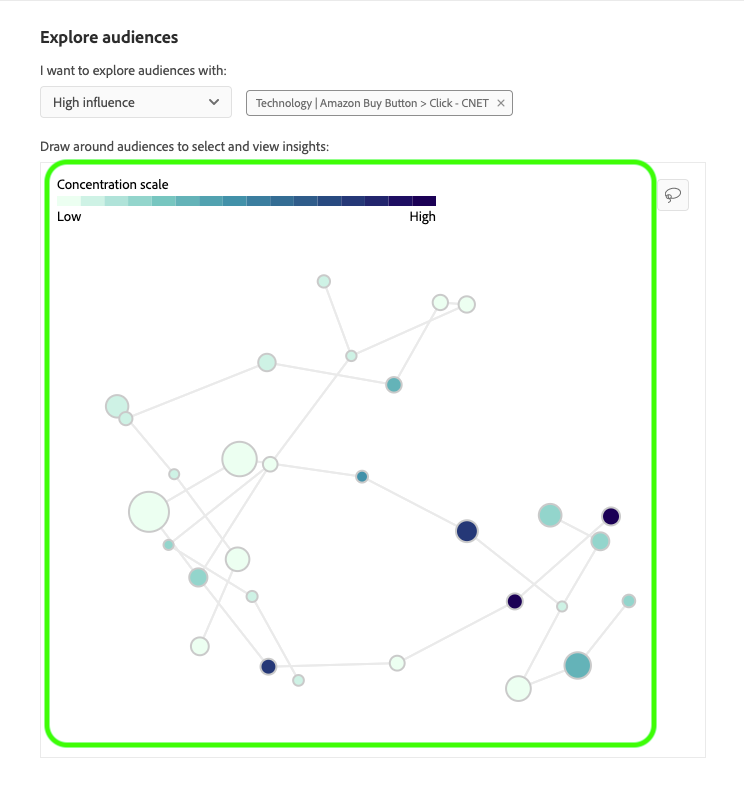 Explore audiences
I want to explore audiences with:
High influence
Technology | Amazon Buy Button > Click - CNET ×
Draw around audiences to select and view insights:
Concentration scale
Low High